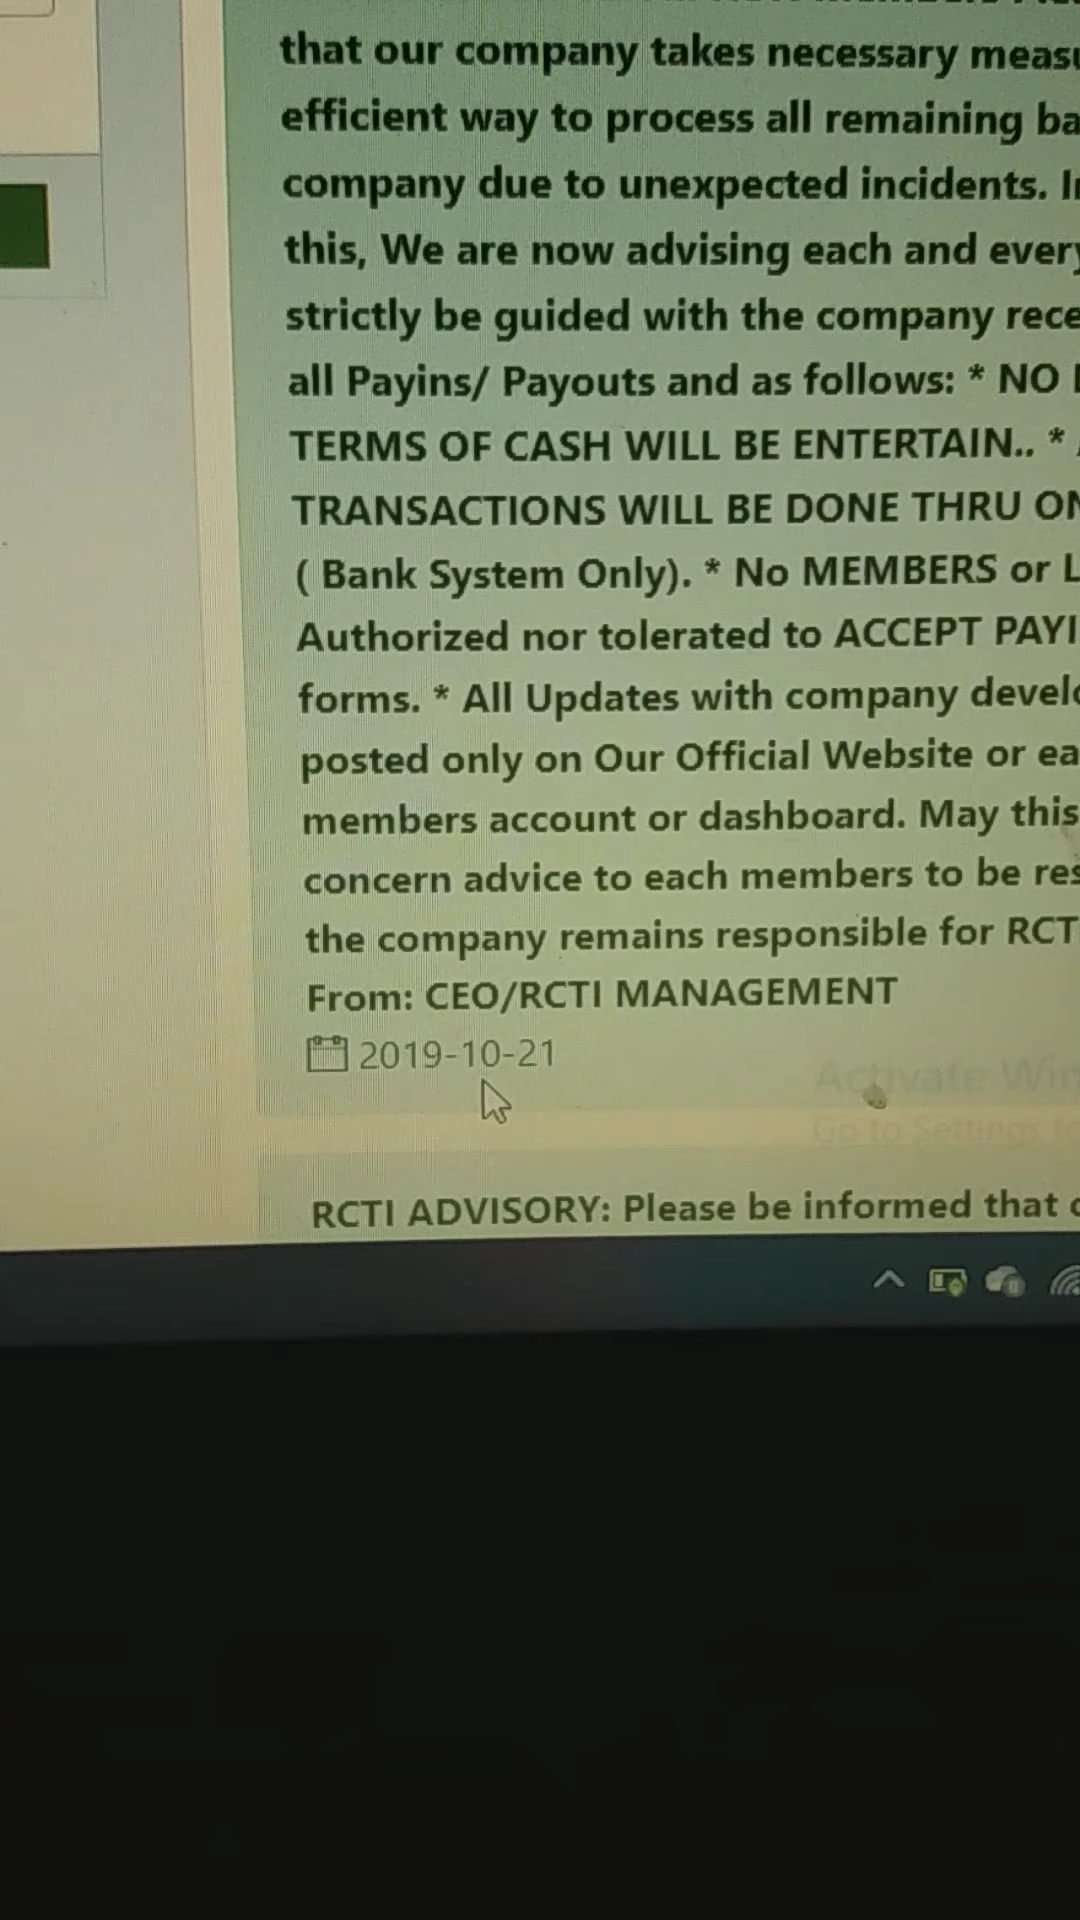 that our company takes necessary
efficient way to process all remaining
company due to unexpected incidents.
this, We are now advising each and
strictly be guided with the company
all Payins/ Payouts and as follows: * NO
TERMS OF CASH WILL BE ENTERTAIN.. *
TRANSACTIONS WILL BE DONE THRU
( Bank System Only). * No MEMBERS or
Authorized nor tolerated to ACCEPT
forms. * All Updates with company
posted only on Our Official Website or
members account or dashboard. May this
concern advice to each members to be
the company remains responsible for RCT
From: CEO/RCTI MANAGEMENT
2019-10-21
Activate
Go to Settings
RCTI ADVISORY: Please be informed that